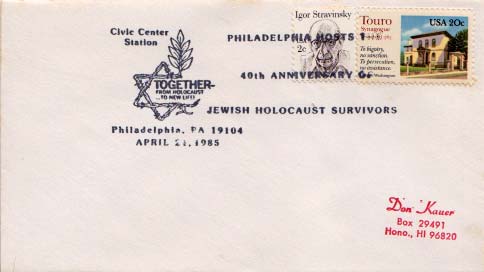 Civic Center
Station
TOGETHER-
FROM HOLOCAUST
...TO NEW LIFE!
PHILADELPHIA HOSTS
40th ANNIVERSARY OF
JEWISH HOLOCAUST SURVIVORS
Philadelphia, PA 19104
APRIL 21, 1985
Igor Stravinsky
2c
Touro
Synagogue
To bigotry,
no sanction.
To persecution,
no assistance.
Washington
USA 20c
Don Kauer
Box 29491
Hono., HI 96820